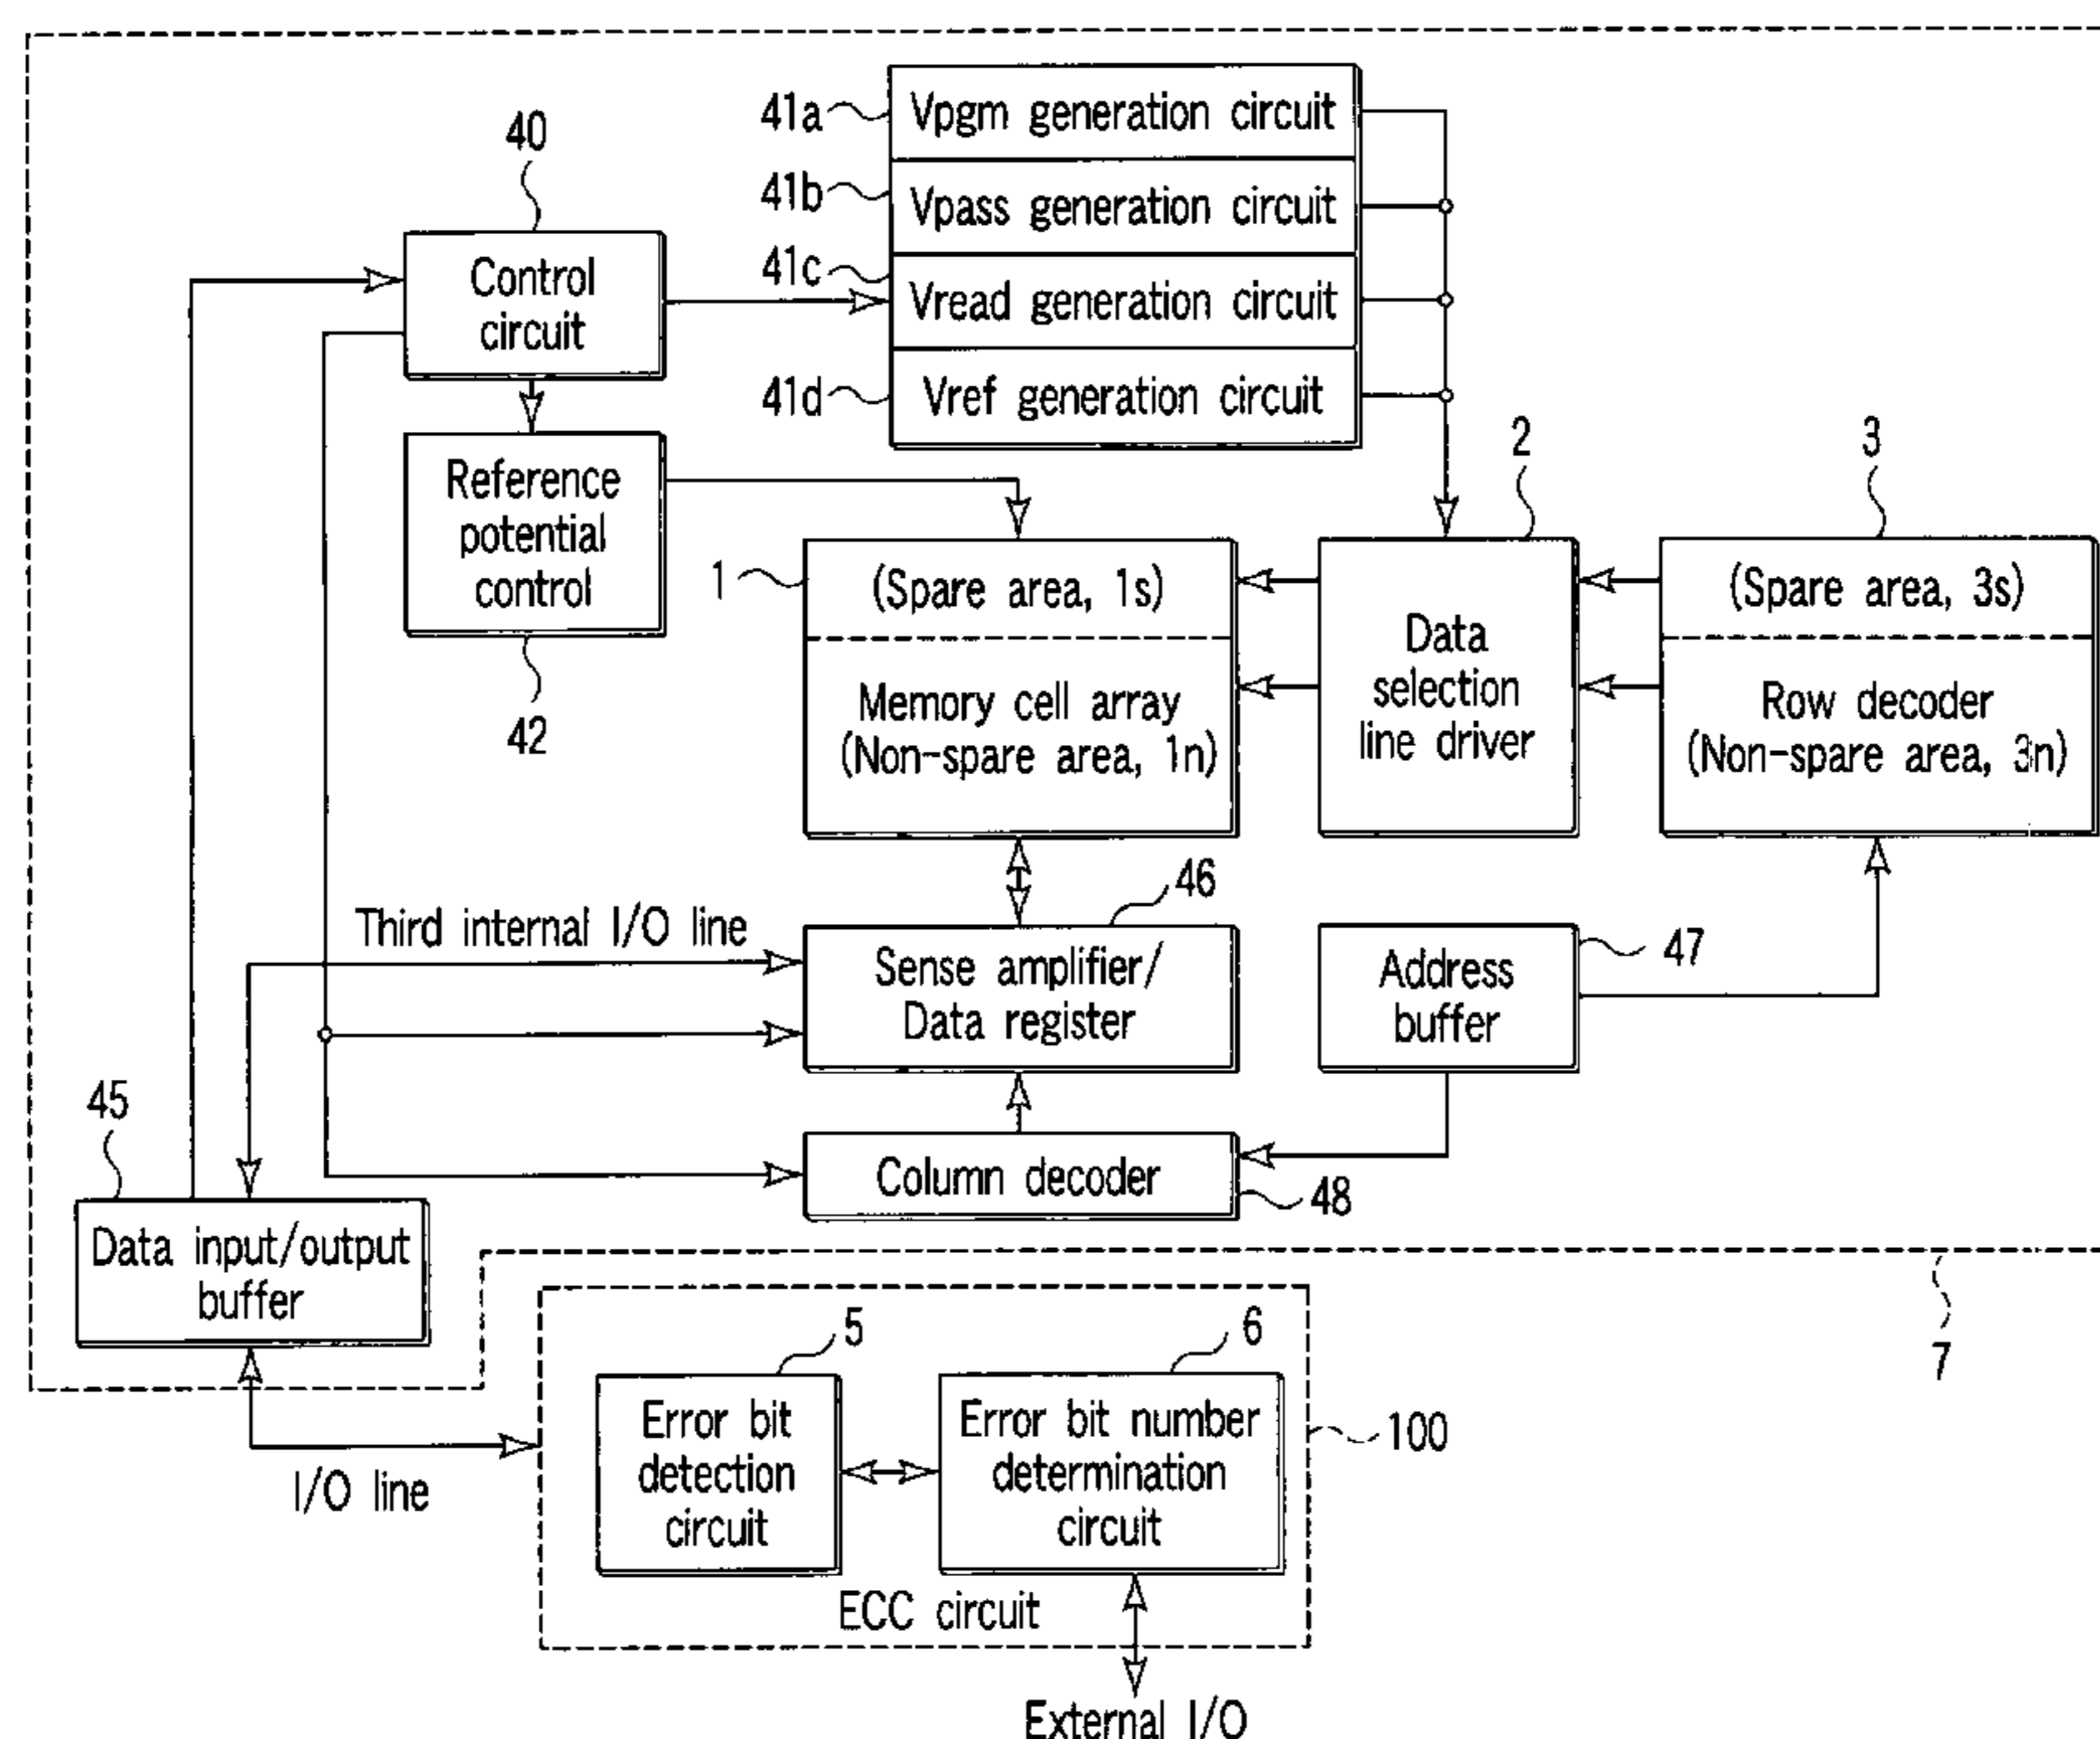 41a
Vpgm generation circuit
40
41b
Vpass generation circuit
Control
circuit
41c
Vread generation circuit
41d
Vref generation circuit
2
3
Reference
potential
control
42
1
(Spare area, 1s)
Memory cell array
(Non-spare area, 1n)
Data
selection
line driver
(Spare area, 3s)
Row decoder
(Non-spare area, 3n)
46
Third internal I/O line
Sense amplifier/
Data register
Address
buffer
47
45
Column decoder
48
Data input/output
buffer
7
5
6
Error bit
detection
circuit
Error bit number
determination
circuit
100
I/O line
ECC circuit
External I/O